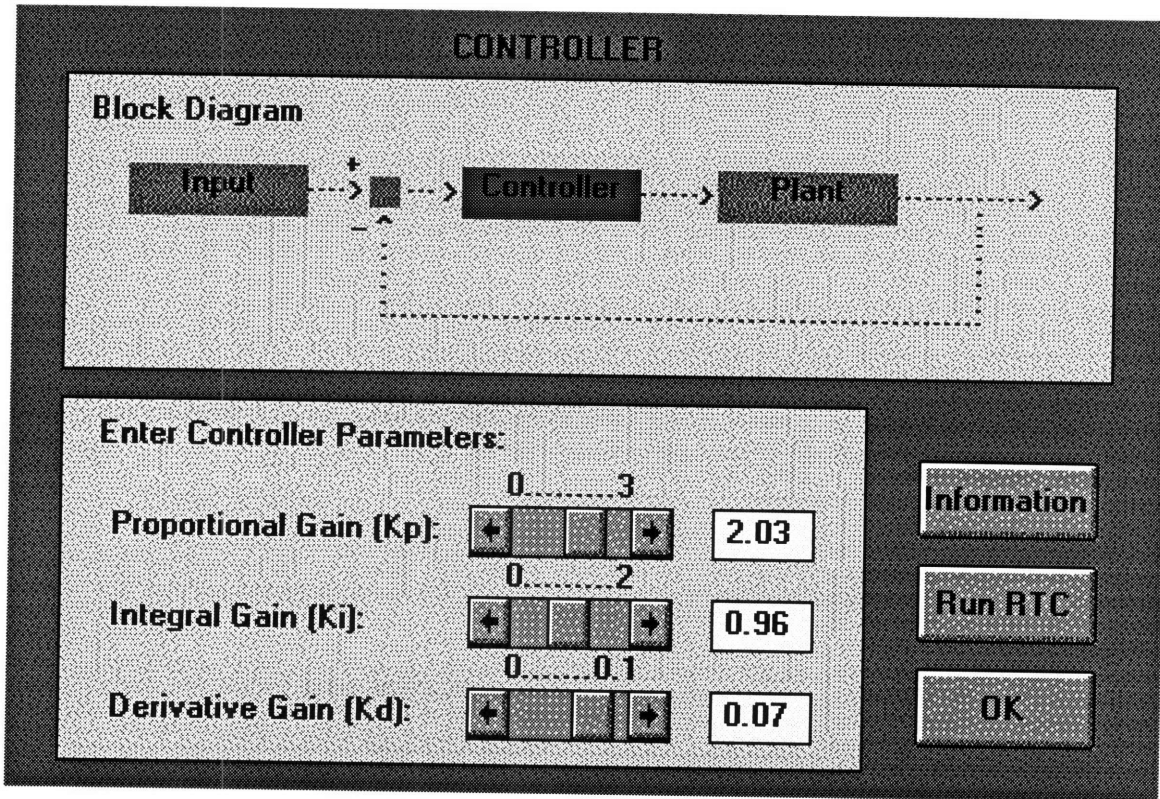 CONTROLLER
Block Diagram
Input
+
-
Controller
Plant
Enter Controller Parameters:
0..........3
Proportional Gain (Kp):
2.03
0..........2
Integral Gain (Ki):
0.96
0.......0.1
Derivative Gain (Kd):
0.07
Information
Run RTC
OK